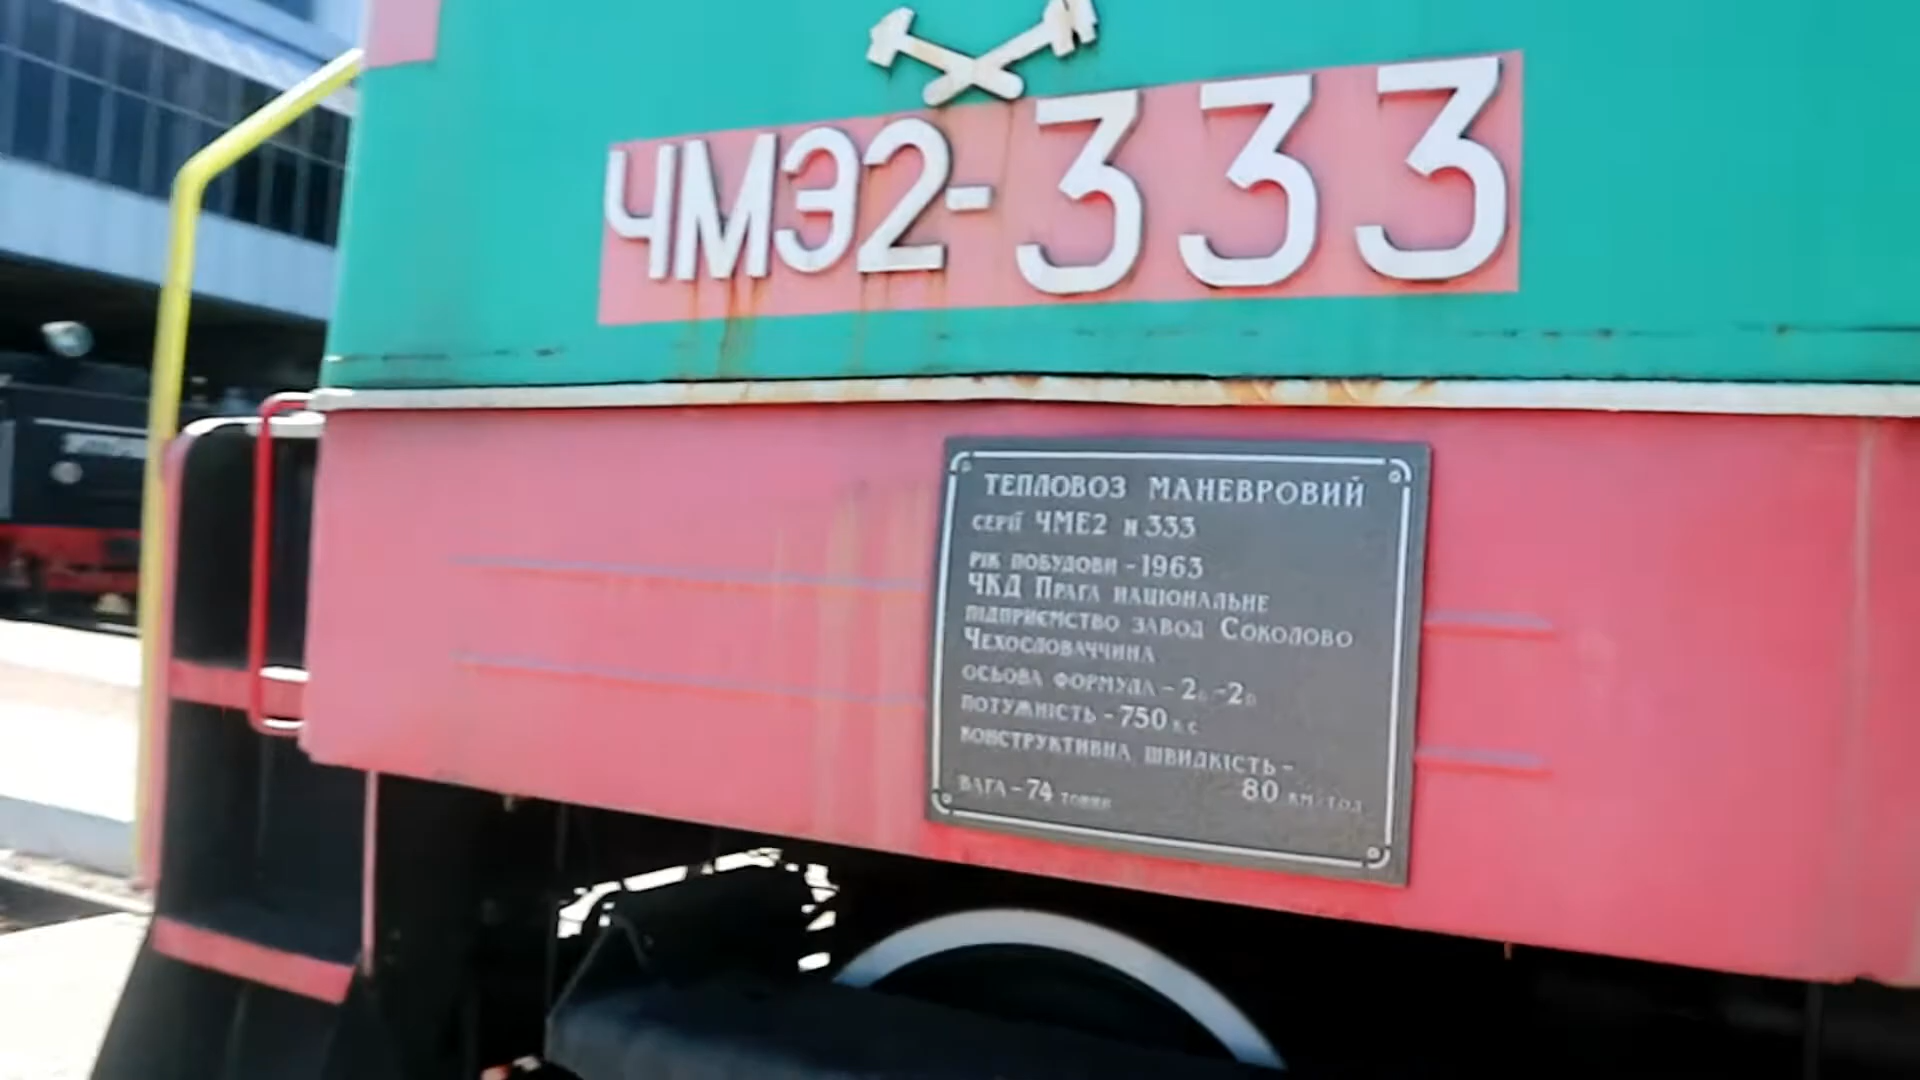 ЧМЭ2-333
ТЕПЛОВОЗ МАНЕВРОВИЙ
СЕРІЇ ЧМЕ2 N 333
РІК ПОБУДОВИ - 1963
ЧКД ПРАГА НАЦІОНАЛЬНЕ
ПІДПРИЄМСТВО ЗАВОД СОКОЛОВО
ЧЕХОСЛОВАЧЧИНА
ОСЬОВА ФОРМУЛА - 2о-2о
ПОТУЖНІСТЬ - 750 к.с.
КОНСТРУКТИВНА ШВИДКІСТЬ -
80 КМ/ГОД
ВАГА - 74 ТОННИ